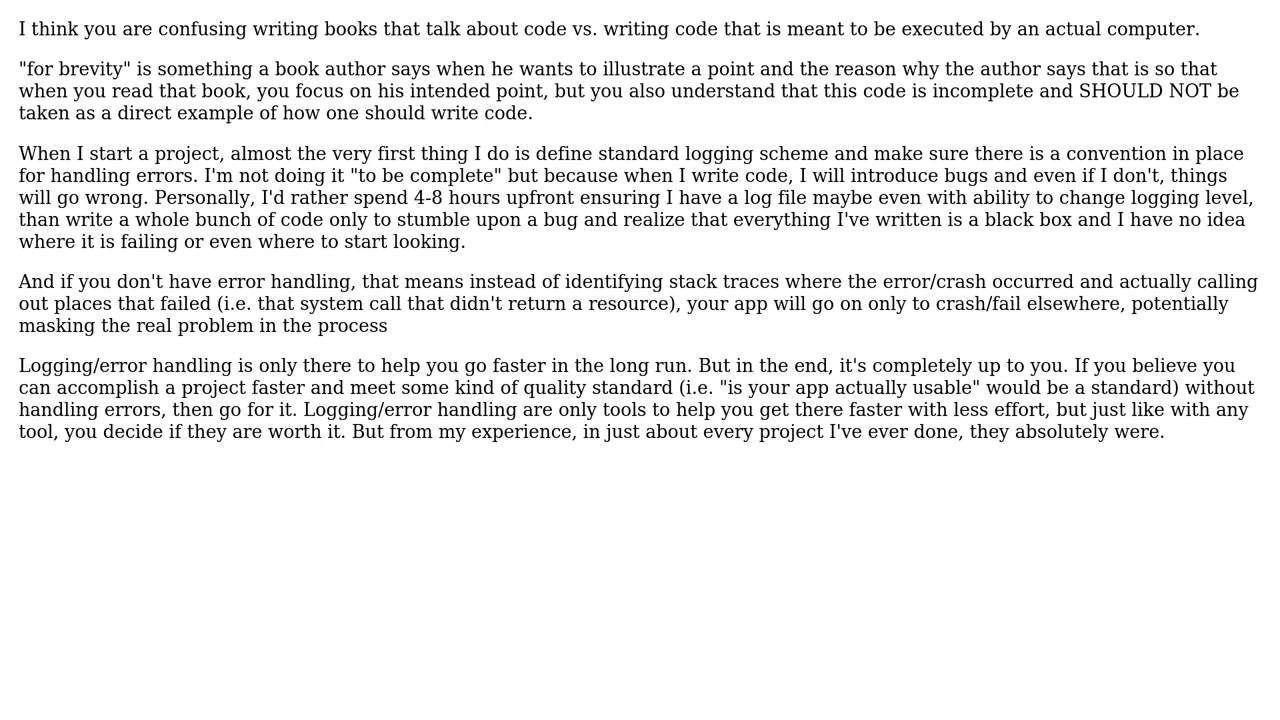 I think you are confusing writing books that talk about code vs. writing code that is meant to be executed by an actual computer.
"for brevity" is something a book author says when he wants to illustrate a point and the reason why the author says that is so that
when you read that book, you focus on his intended point, but you also understand that this code is incomplete and SHOULD NOT be
taken as a direct example of how one should write code.
When I start a project, almost the very first thing I do is define standard logging scheme and make sure there is a convention in place
for handling errors. I'm not doing it "to be complete" but because when I write code, I will introduce bugs and even if I don't, things
will go wrong. Personally, I'd rather spend 4-8 hours upfront ensuring I have a log file maybe even with ability to change logging level,
than write a whole bunch of code only to stumble upon a bug and realize that everything I've written is a black box and I have no idea
where it is failing or even where to start looking.
And if you don't have error handling, that means instead of identifying stack traces where the error/crash occurred and actually calling
out places that failed (i.e. that system call that didn't return a resource), your app will go on only to crash/fail elsewhere, potentially
masking the real problem in the process
Logging/error handling is only there to help you go faster in the long run. But in the end, it's completely up to you. If you believe you
can accomplish a project faster and meet some kind of quality standard (i.e. "is your app actually usable" would be a standard) without
handling errors, then go for it. Logging/error handling are only tools to help you get there faster with less effort, but just like with any
tool, you decide if they are worth it. But from my experience, in just about every project I've ever done, they absolutely were.